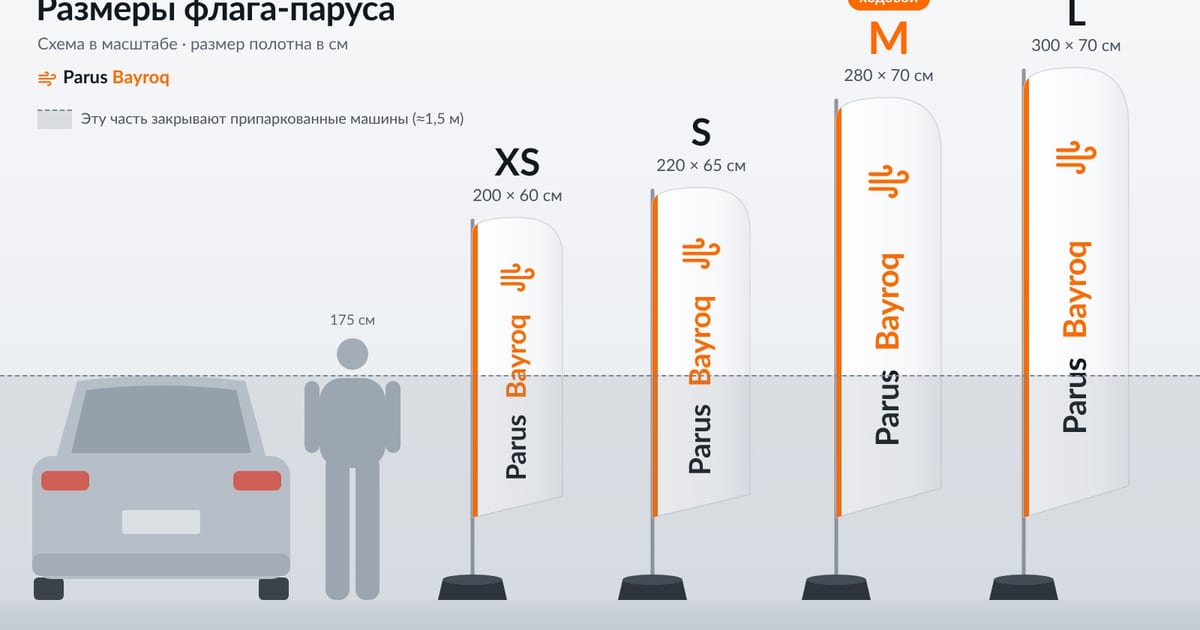 Размеры флага-паруса
Схема в масштабе · размер полотна в см
Parus Bayroq
Эту часть закрывают припаркованные машины (≈1,5 м)
175 см
XS
200 × 60 см
Parus Bayroq
S
220 × 65 см
Parus Bayroq
ходовой
M
280 × 70 см
Parus Bayroq
L
300 × 70 см
Parus Bayroq